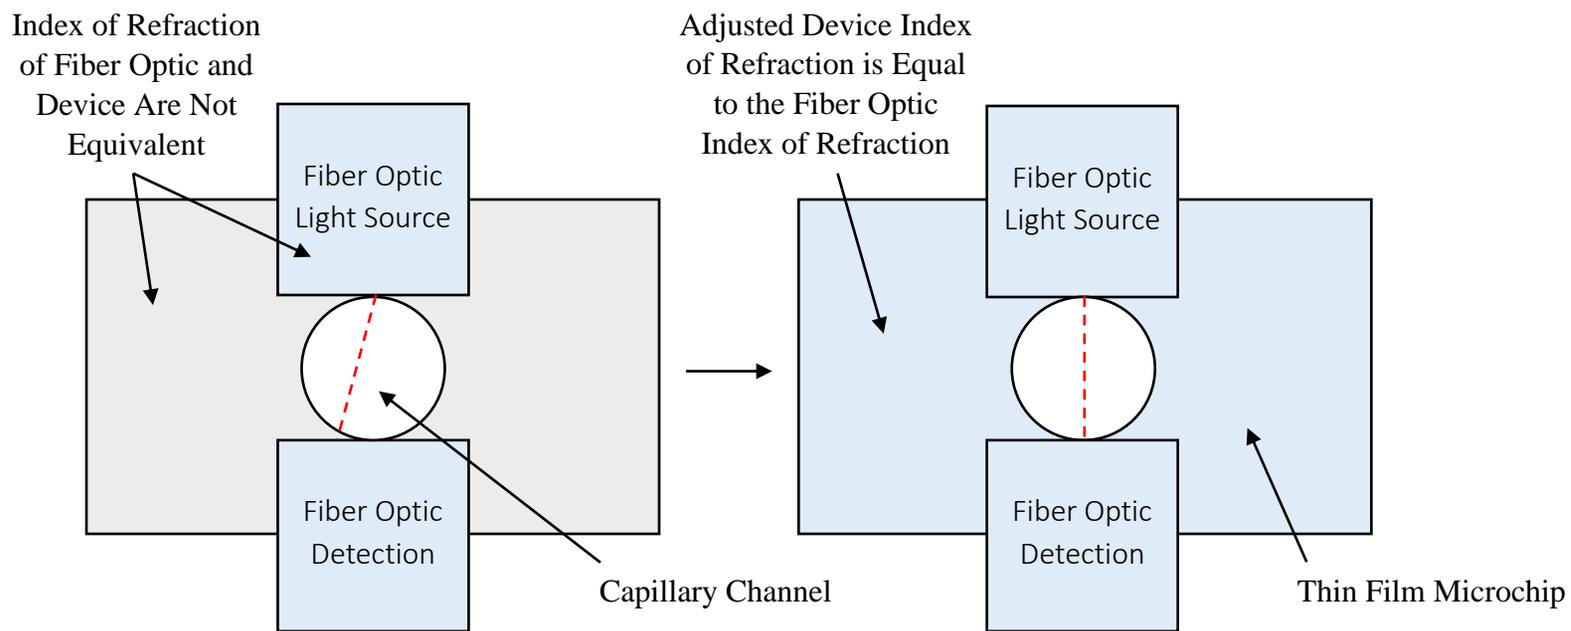 Index of Refraction
of Fiber Optic and
Device Are Not
Equivalent
Fiber Optic
Light Source
Fiber Optic
Detection
Capillary Channel
Adjusted Device Index
of Refraction is Equal
to the Fiber Optic
Index of Refraction
Fiber Optic
Light Source
Fiber Optic
Detection
Thin Film Microchip